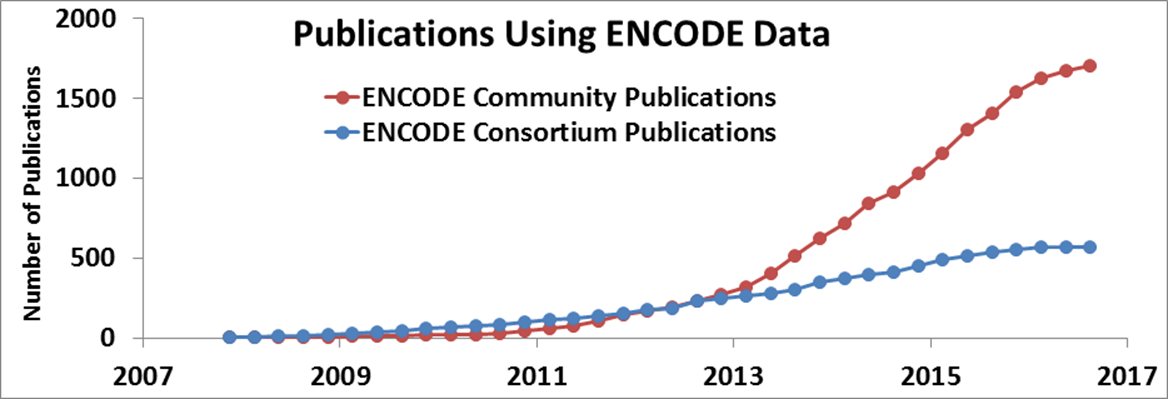 Publications Using ENCODE Data
ENCODE Community Publications
ENCODE Consortium Publications
Number of Publications
2000
1500
1000
500
0
2007 2009 2011 2013 2015 2017